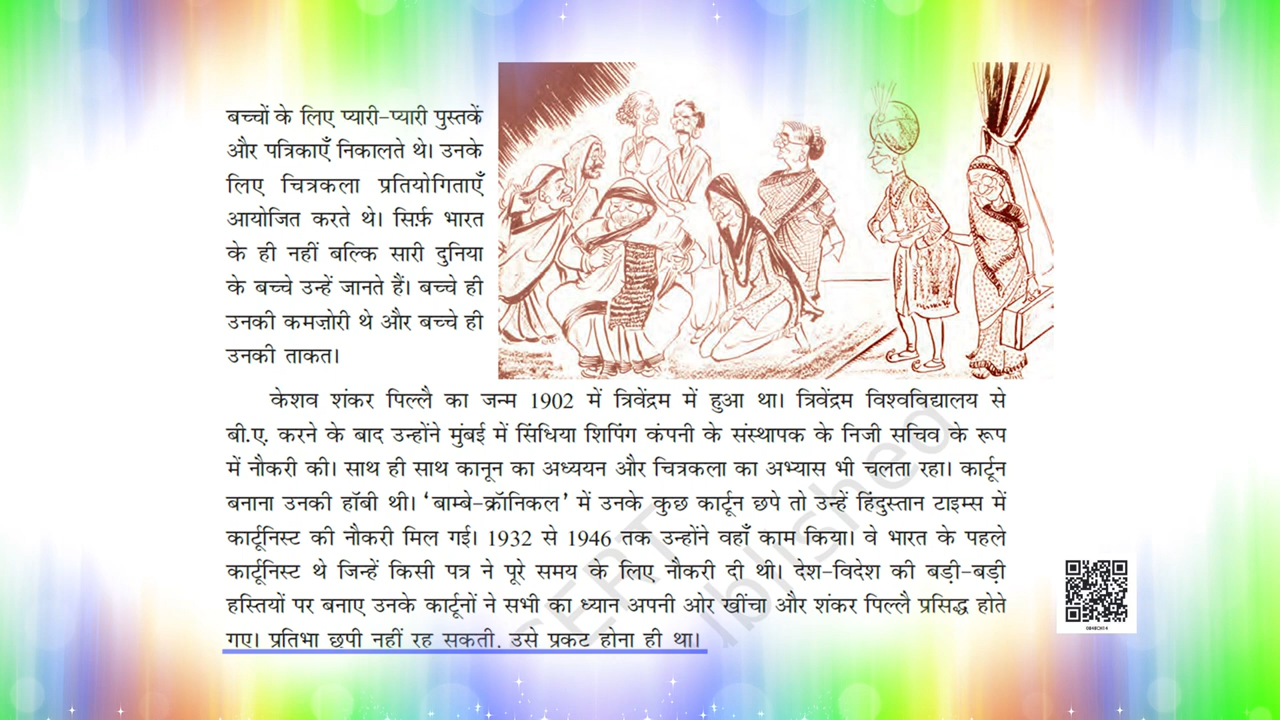 बच्चों के लिए प्यारी-प्यारी पुस्तकें
और पत्रिकाएँ निकालते थे। उनके
लिए चित्रकला प्रतियोगिताएँ
आयोजित करते थे। सिर्फ़ भारत
के ही नहीं बल्कि सारी दुनिया
के बच्चे उन्हें जानते हैं। बच्चे ही
उनकी कमज़ोरी थे और बच्चे ही
उनकी ताकत।
केशव शंकर पिल्लै का जन्म 1902 में त्रिवेंद्रम में हुआ था। त्रिवेंद्रम विश्वविद्यालय से
बी.ए. करने के बाद उन्होंने मुंबई में सिंधिया शिपिंग कंपनी के संस्थापक के निजी सचिव के रूप
में नौकरी की। साथ ही साथ कानून का अध्ययन और चित्रकला का अभ्यास भी चलता रहा। कार्टून
बनाना उनकी हॉबी थी। ‘बाम्बे-क्रॉनिकल’ में उनके कुछ कार्टून छपे तो उन्हें हिंदुस्तान टाइम्स में
कार्टूनिस्ट की नौकरी मिल गई। 1932 से 1946 तक उन्होंने वहाँ काम किया। वे भारत के पहले
कार्टूनिस्ट थे जिन्हें किसी पत्र ने पूरे समय के लिए नौकरी दी थी। देश-विदेश की बड़ी-बड़ी
हस्तियों पर बनाए उनके कार्टूनों ने सभी का ध्यान अपनी ओर खींचा और शंकर पिल्लै प्रसिद्ध होते
गए। प्रतिभा छुपी नहीं रह सकती, उसे प्रकट होना ही था।